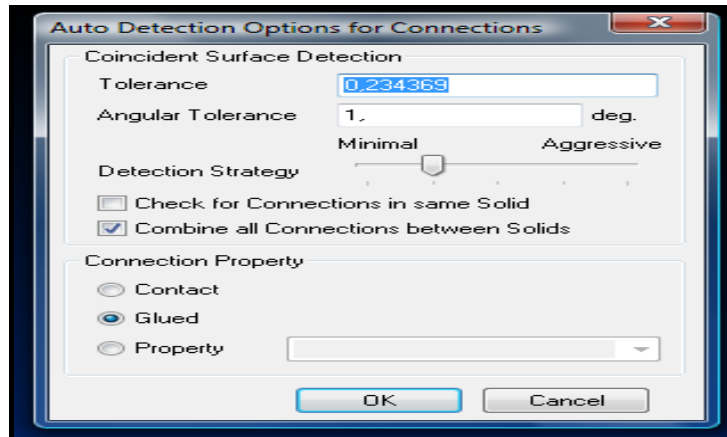 Auto Detection Options for Connections
Coincident Surface Detection
Tolerance 0,234369
Angular Tolerance 1, deg.
Minimal Aggressive
Detection Strategy
Check for Connections in same Solid
Combine all Connections between Solids
Connection Property
Contact
Glued
Property
OK Cancel